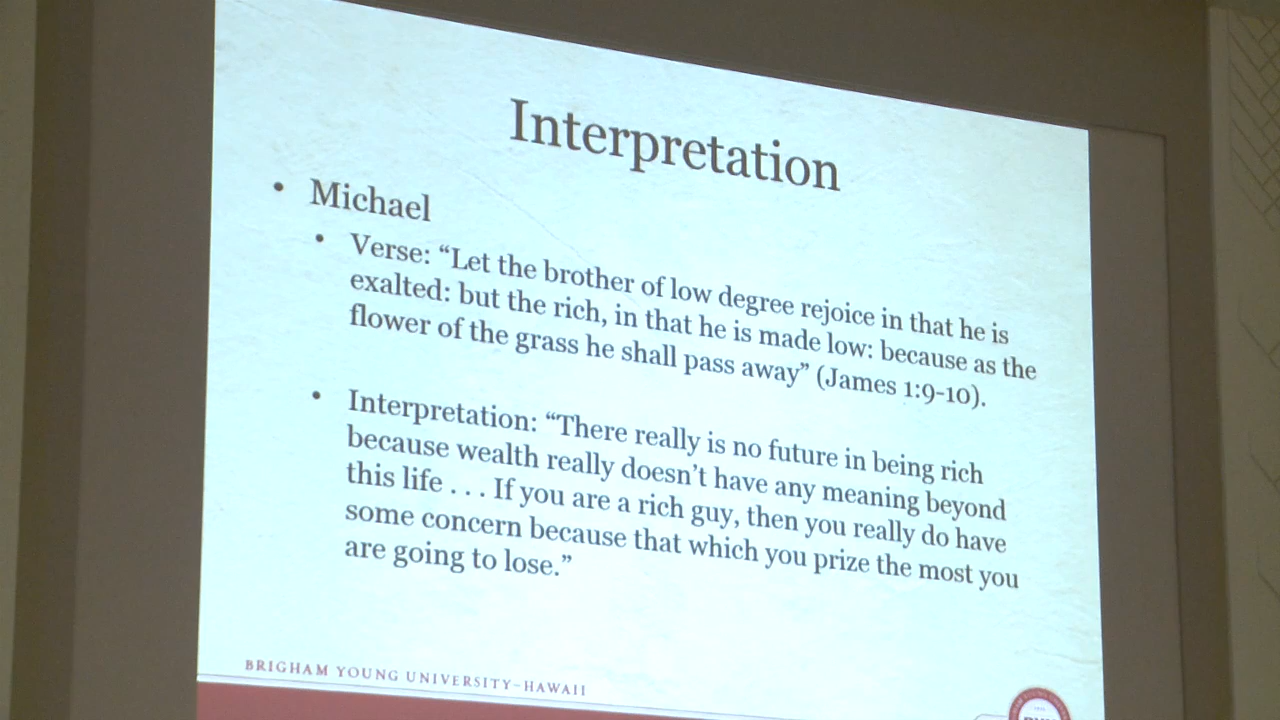 Interpretation
• Michael
• Verse: “Let the brother of low degree rejoice in that he is
exalted: but the rich, in that he is made low: because as the
flower of the grass he shall pass away” (James 1:9-10).
• Interpretation: “There really is no future in being rich
because wealth really doesn’t have any meaning beyond
this life . . . If you are a rich guy, then you really do have
some concern because that which you prize the most you
are going to lose.”
BRIGHAM YOUNG UNIVERSITY–HAWAII